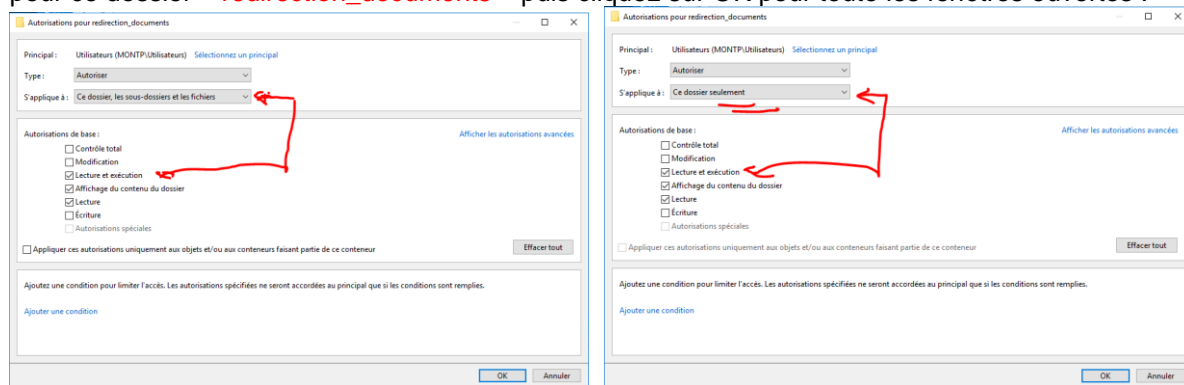 pour ce dossier « redirection_documents » puis cliquez sur OK pour toute les fenêtres ouvertes :
Autorisations pour redirection_documents
Principal : Utilisateurs (MONTP\Utilisateurs) Sélectionnez un principal
Type : Autoriser
S'applique à : Ce dossier, les sous-dossiers et les fichiers
Autorisations de base : Afficher les autorisations avancées
Contrôle total
Modification
Lecture et exécution
Affichage du contenu du dossier
Lecture
Écriture
Autorisations spéciales
Appliquer ces autorisations uniquement aux objets et/ou aux conteneurs faisant partie de ce conteneur Effacer tout
Ajoutez une condition pour limiter l'accès. Les autorisations spécifiées ne seront accordées au principal que si les conditions sont remplies.
Ajouter une condition
OK Annuler
Autorisations pour redirection_documents
Principal : Utilisateurs (MONTP\Utilisateurs) Sélectionnez un principal
Type : Autoriser
S'applique à : Ce dossier seulement
Autorisations de base : Afficher les autorisations avancées
Contrôle total
Modification
Lecture et exécution
Affichage du contenu du dossier
Lecture
Écriture
Autorisations spéciales
Appliquer ces autorisations uniquement aux objets et/ou aux conteneurs faisant partie de ce conteneur Effacer tout
Ajoutez une condition pour limiter l'accès. Les autorisations spécifiées ne seront accordées au principal que si les conditions sont remplies.
Ajouter une condition
OK Annuler